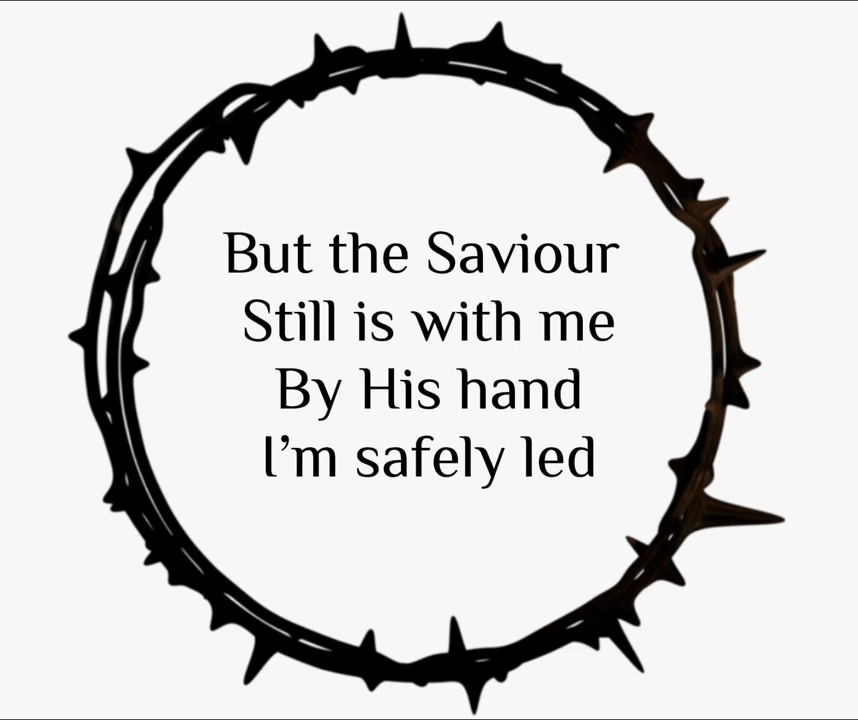 But the Saviour
Still is with me
By His hand
I’m safely led